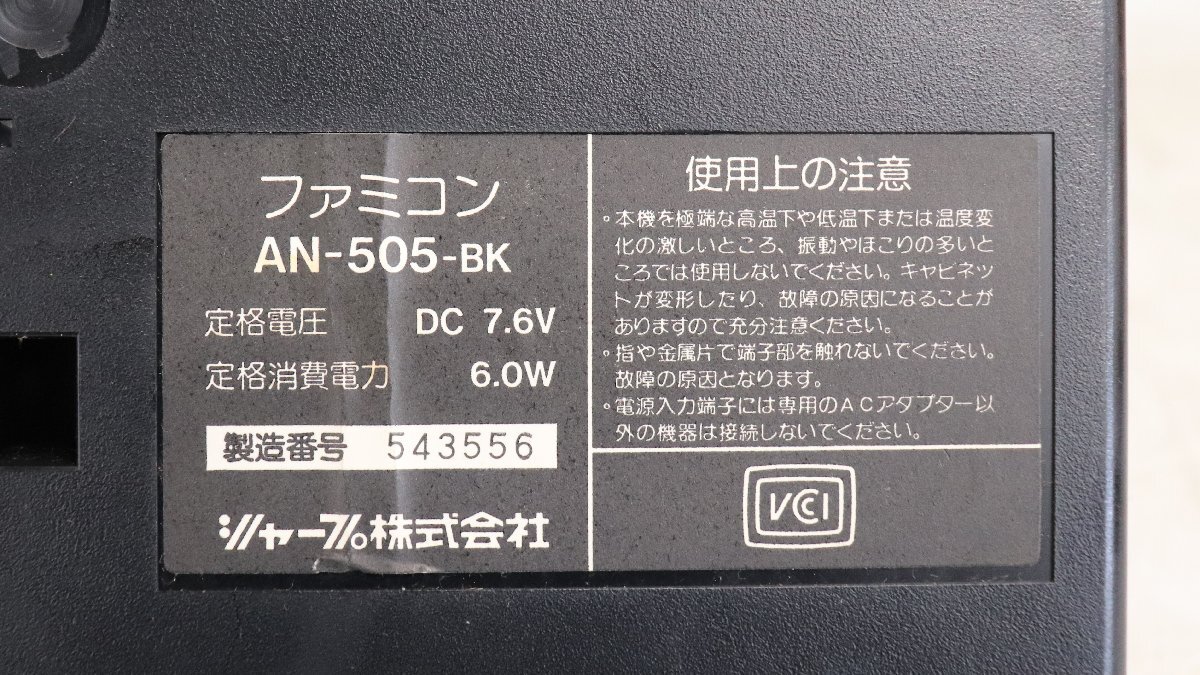 ファミコン
AN-505-BK
定格電圧 DC 7.6V
定格消費電力 6.0W
製造番号 543556
シャープ株式会社
使用上の注意
。本機を極端な高温下や低温下または温度変
化の激しいところ、振動やほこりの多いと
ころでは使用しないでください。キャビネッ
トが変形したり、故障の原因になることが
ありますので充分注意ください。
。指や金属片で端子部を触れないでください。
故障の原因となります。
。電源入力端子には専用のACアダプター以
外の機器は接続しないでください。
VCCI